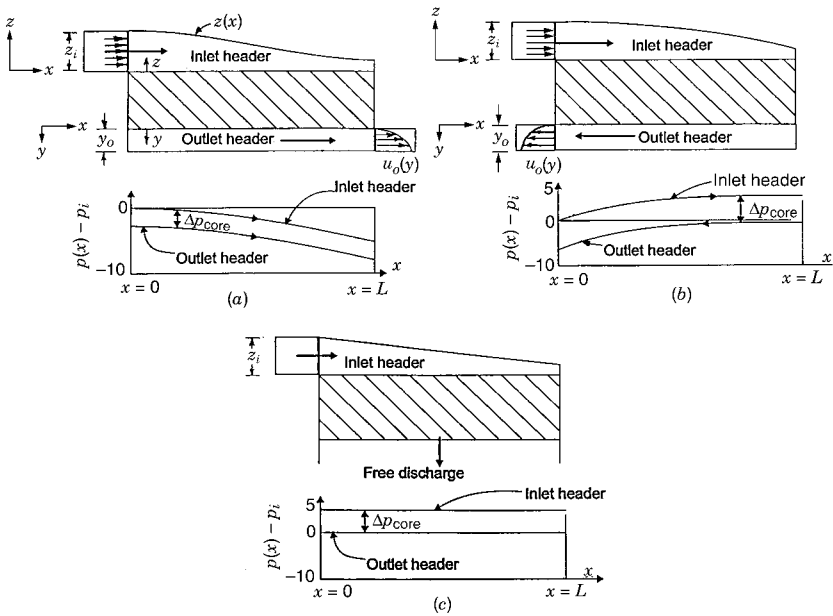 z
z(x)
z_i
Inlet header
z
x
x
y_o
y
Outlet header
y
u_o(y)
Inlet header
0
Δp_core
p(x) − p_i
Outlet header
−10
x
x = 0
x = L
(a)
z
z_i
Inlet header
x
x
y_o
Outlet header
y
u_o(y)
Inlet header
5
Δp_core
p(x) − p_i
0
Outlet header
−10
x
x = 0
x = L
(b)
z_i
Inlet header
Free discharge
Inlet header
5
Δp_core
p(x) − p_i
0
Outlet header
−10
x
x = 0
x = L
(c)